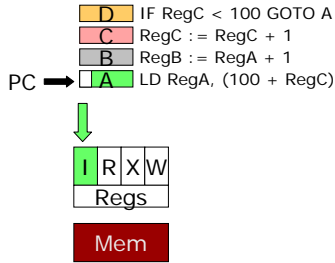 D IF RegC < 100 GOTO A
C RegC := RegC + 1
B RegB := RegA + 1
PC A LD RegA, (100 + RegC)
I R X W
Regs
Mem